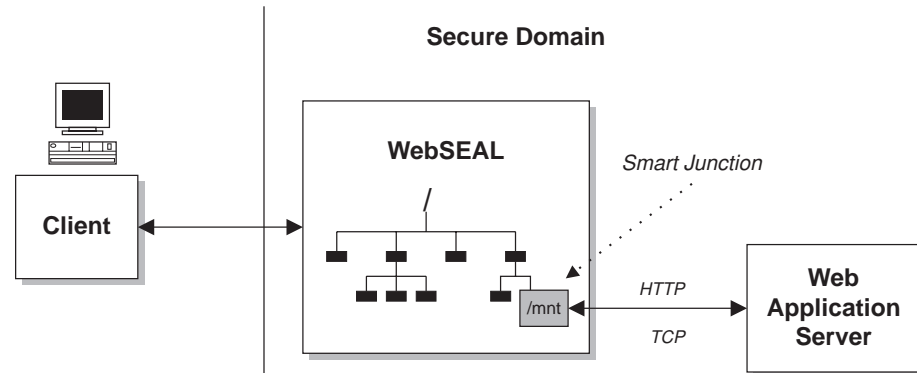 Secure Domain
WebSEAL
Smart Junction
/
Client
/mnt
HTTP
TCP
Web
Application
Server